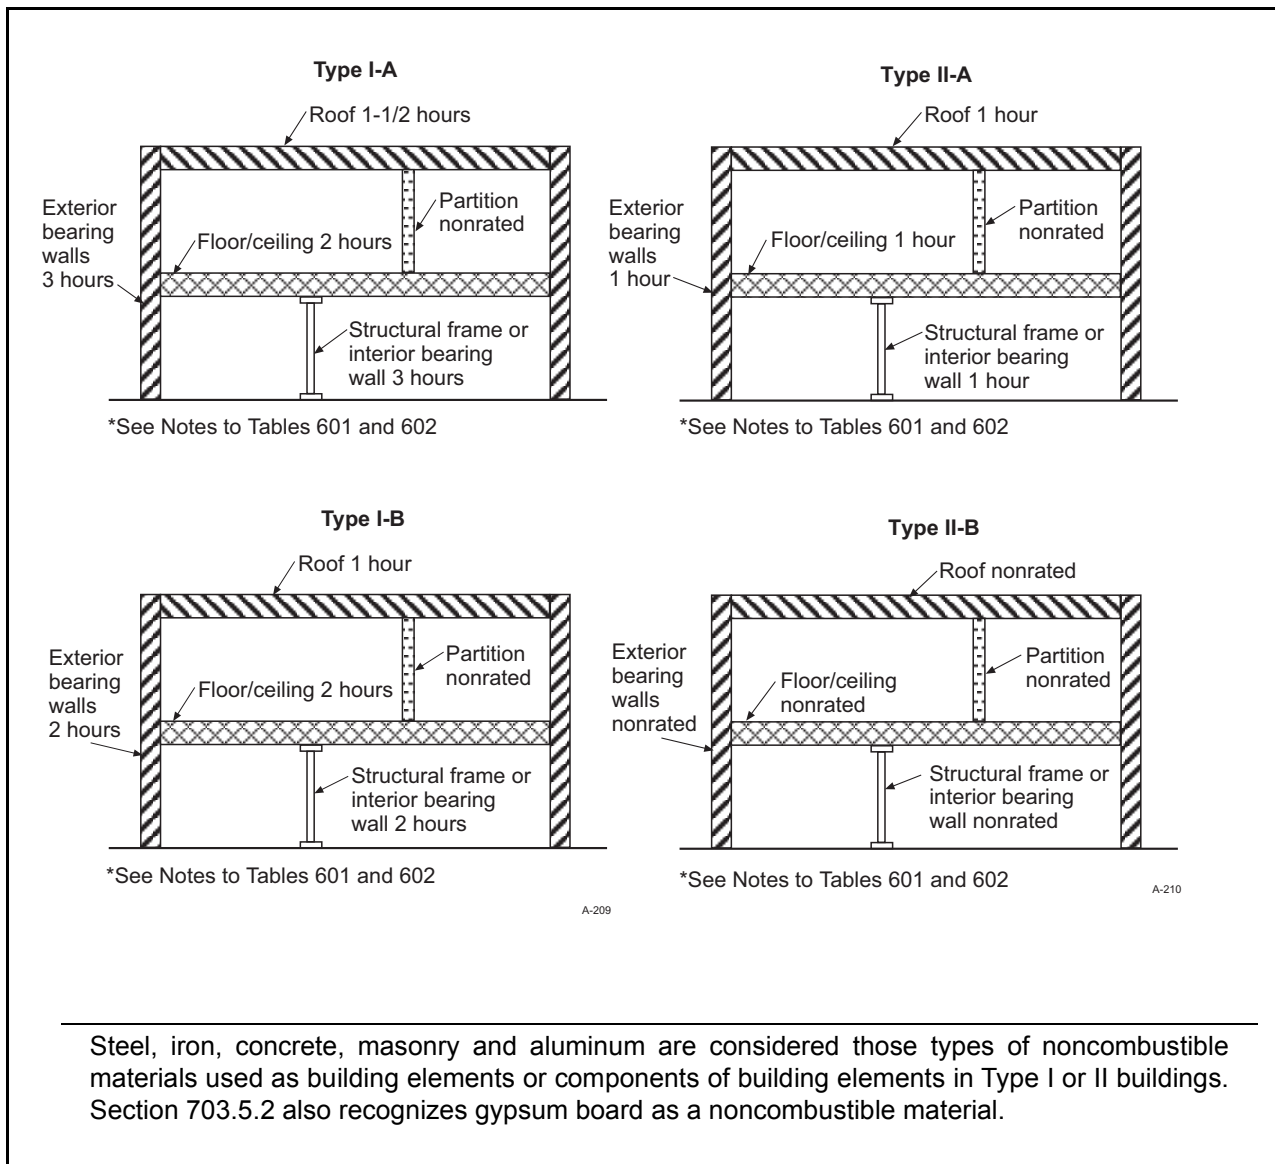 Type I-A
Roof 1-1/2 hours
Exterior
bearing
walls
3 hours
Floor/ceiling 2 hours
Partition
nonrated
Structural frame or
interior bearing
wall 3 hours
*See Notes to Tables 601 and 602
Type II-A
Roof 1 hour
Exterior
bearing
walls
1 hour
Floor/ceiling 1 hour
Partition
nonrated
Structural frame or
interior bearing
wall 1 hour
*See Notes to Tables 601 and 602
Type I-B
Roof 1 hour
Exterior
bearing
walls
2 hours
Floor/ceiling 2 hours
Partition
nonrated
Structural frame or
interior bearing
wall 2 hours
*See Notes to Tables 601 and 602
A-209
Type II-B
Roof nonrated
Exterior
bearing
walls
nonrated
Floor/ceiling
nonrated
Partition
nonrated
Structural frame or
interior bearing
wall nonrated
*See Notes to Tables 601 and 602
A-210
Steel, iron, concrete, masonry and aluminum are considered those types of noncombustible
materials used as building elements or components of building elements in Type I or II buildings.
Section 703.5.2 also recognizes gypsum board as a noncombustible material.